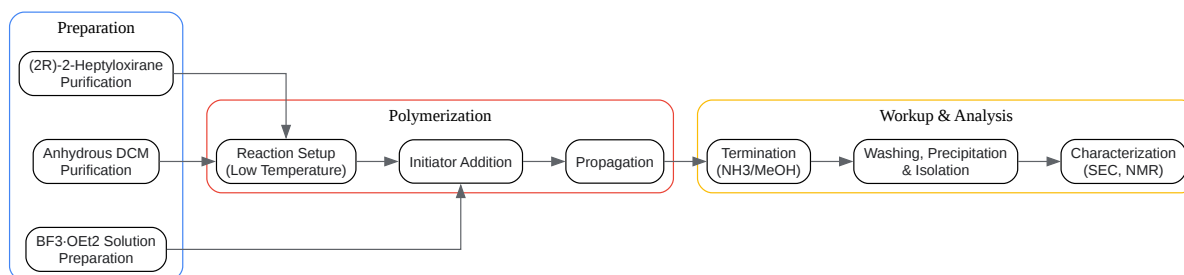 Preparation
(2R)-2-Heptyloxirane
Purification
Anhydrous DCM
Purification
BF3·OEt2 Solution
Preparation
Polymerization
Reaction Setup
(Low Temperature)
Initiator Addition
Propagation
Workup & Analysis
Termination
(NH3/MeOH)
Washing, Precipitation
& Isolation
Characterization
(SEC, NMR)